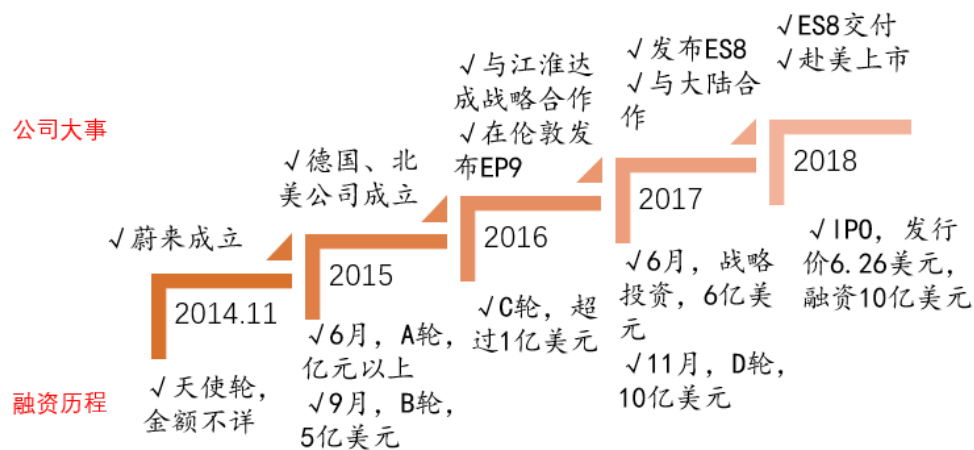 公司大事
√蔚来成立
√德国、北
美公司成立
√与江淮达
成战略合作
√在伦敦发
布EP9
√发布ES8
√与大陆合
作
√ES8交付
√赴美上市
2014.11
2015
2016
2017
2018
融资历程
√天使轮，
金额不详
√6月，A轮，
亿元以上
√9月，B轮，
5亿美元
√C轮，超
过1亿美元
√6月，战略
投资，6亿美
元
√11月，D轮，
10亿美元
√IPO，发行
价6.26美元，
融资10亿美元